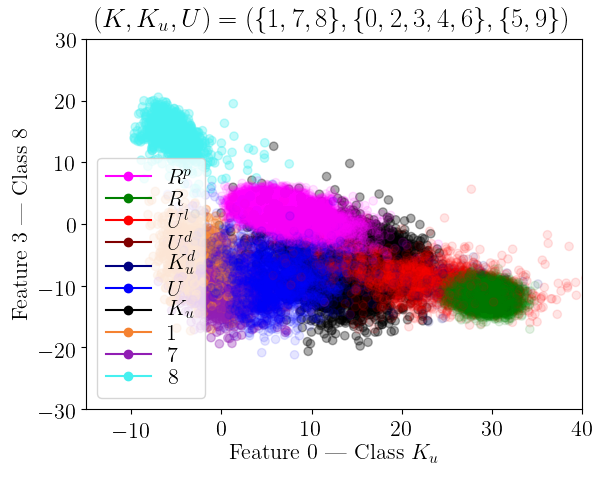 (K, K_u, U) = ({1, 7, 8}, {0, 2, 3, 4, 6}, {5, 9})
30
20
10
0
−10
−20
−30
Feature 3 — Class 8
R^p
R
U^l
U^d
K_u^d
U
K_u
1
7
8
−10 0 10 20 30 40
Feature 0 — Class K_u